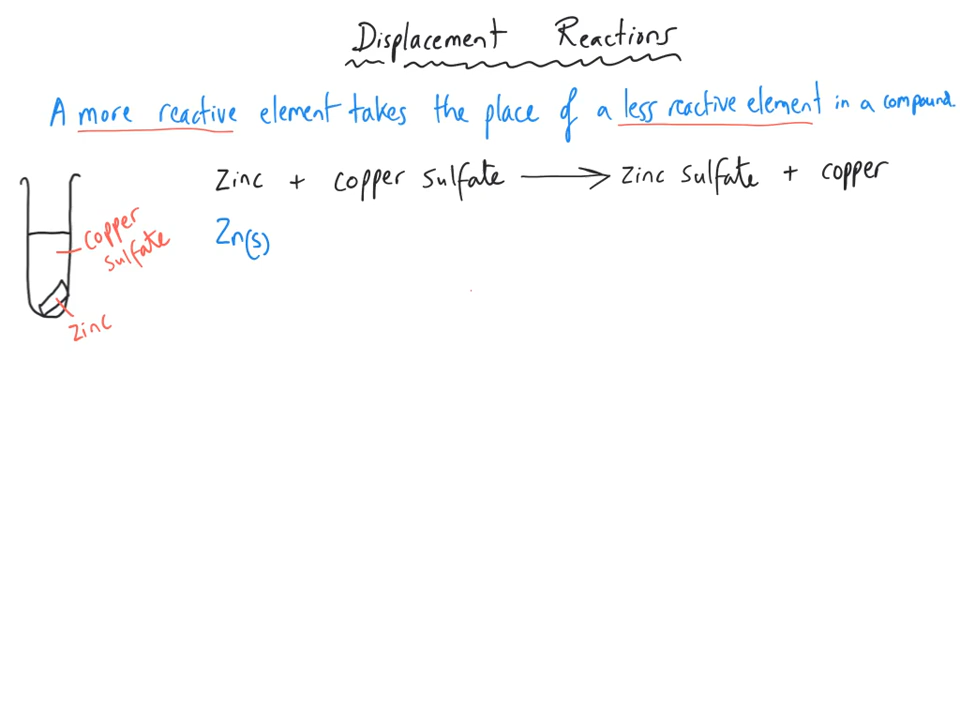 Displacement Reactions
A more reactive element takes the place of a less reactive element in a compound.
Zinc + copper sulfate ⟶ zinc sulfate + copper
Zn(s)
copper
sulfate
zinc